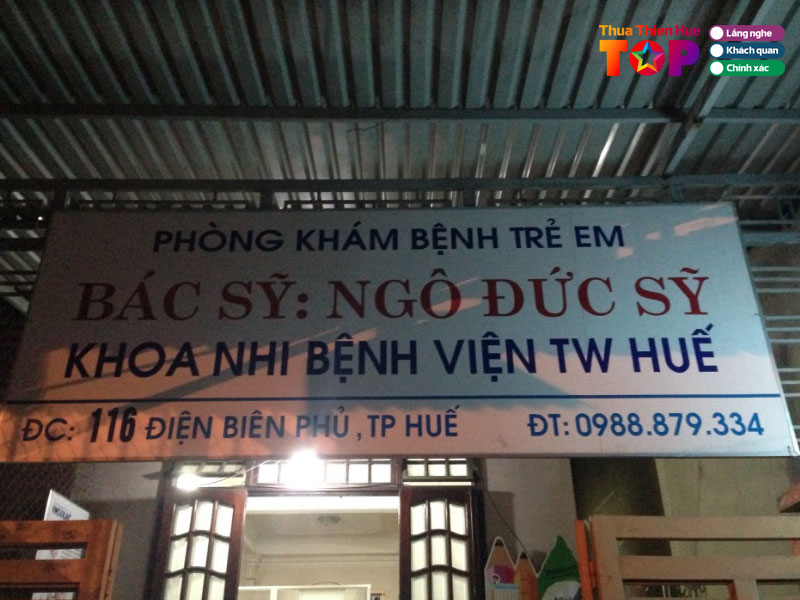 Thua Thien Hue
TOP
Lắng nghe
Khách quan
Chính xác
PHÒNG KHÁM BỆNH TRẺ EM
BÁC SỸ: NGÔ ĐỨC SỸ
KHOA NHI BỆNH VIỆN TW HUẾ
ĐC: 116 ĐIỆN BIÊN PHỦ, TP HUẾ ĐT: 0988.879.334